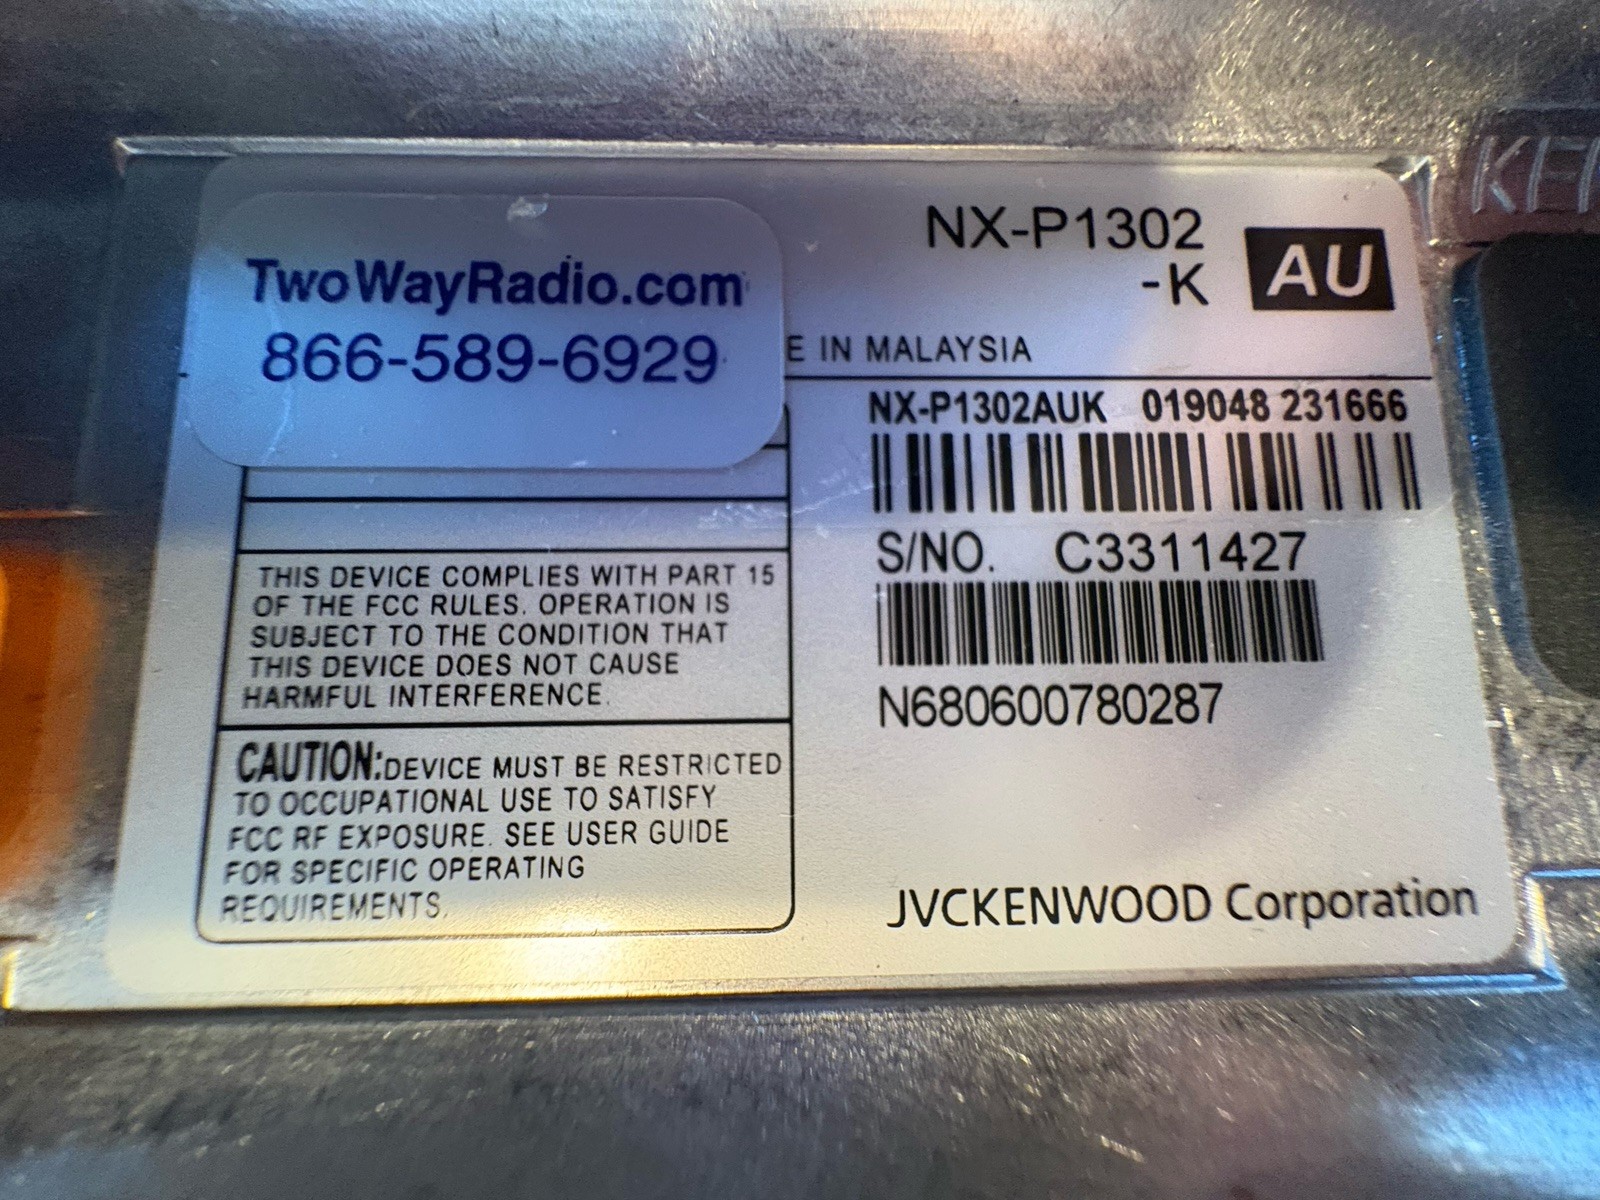 TwoWayRadio.com
866-589-6929
NX-P1302
-K
AU
E IN MALAYSIA
NX-P1302AUK 019048 231666
S/NO. C3311427
N680600780287
THIS DEVICE COMPLIES WITH PART 15
OF THE FCC RULES. OPERATION IS
SUBJECT TO THE CONDITION THAT
THIS DEVICE DOES NOT CAUSE
HARMFUL INTERFERENCE.
CAUTION:DEVICE MUST BE RESTRICTED
TO OCCUPATIONAL USE TO SATISFY
FCC RF EXPOSURE. SEE USER GUIDE
FOR SPECIFIC OPERATING
REQUIREMENTS.
JVCKENWOOD Corporation